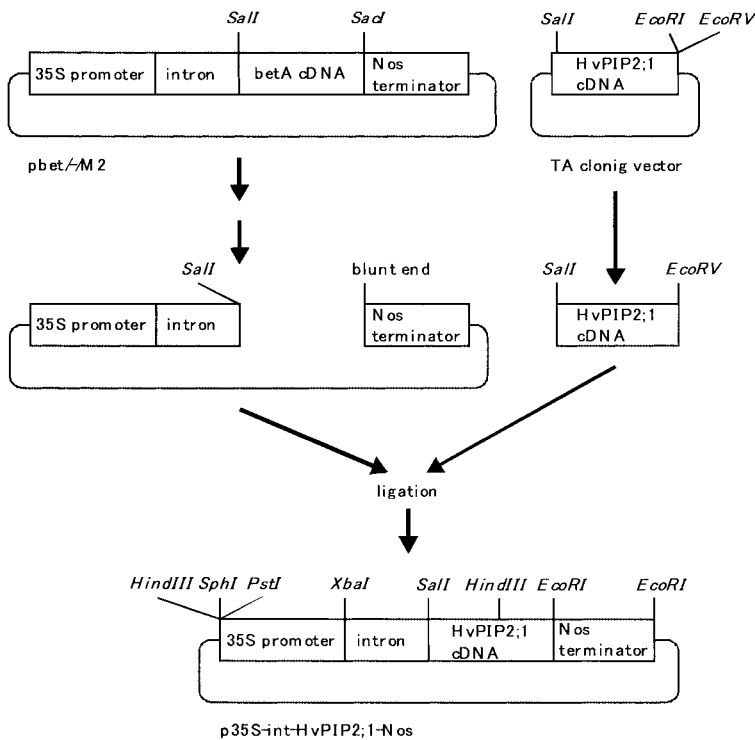 SalI SacI SalI EcoRI EcoRV
35S promoter intron betA cDNA Nos terminator HvPIP2;1 cDNA
pbet/-/M2 TA clonig vector
SalI blunt end SalI EcoRV
35S promoter intron Nos terminator HvPIP2;1 cDNA
ligation
HindIII SphI PstI XbaI SalI HindIII EcoRI EcoRI
35S promoter intron HvPIP2;1 cDNA Nos terminator
p35S-int-HvPIP2;1-Nos